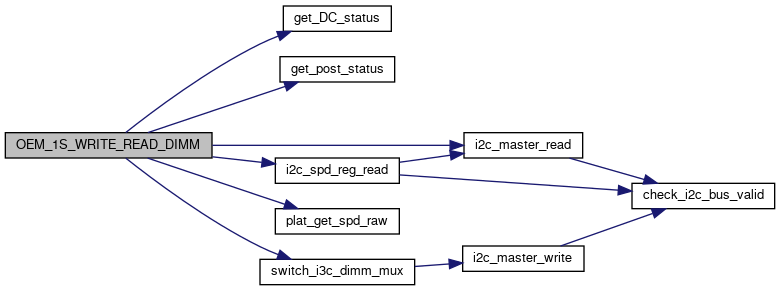 get_DC_status
get_post_status
OEM_1S_WRITE_READ_DIMM
i2c_master_read
i2c_spd_reg_read
check_i2c_bus_valid
plat_get_spd_raw
i2c_master_write
switch_i3c_dimm_mux